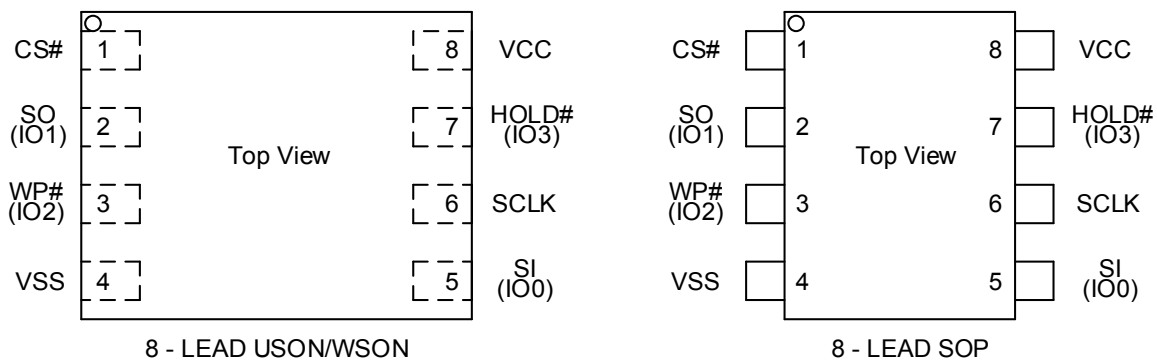 CS#
1
8
VCC
SO
(IO1)
2
7
HOLD#
(IO3)
Top View
WP#
(IO2)
3
6
SCLK
VSS
4
5
SI
(IO0)
8 - LEAD USON/WSON
CS#
1
8
VCC
SO
(IO1)
2
7
HOLD#
(IO3)
Top View
WP#
(IO2)
3
6
SCLK
VSS
4
5
SI
(IO0)
8 - LEAD SOP